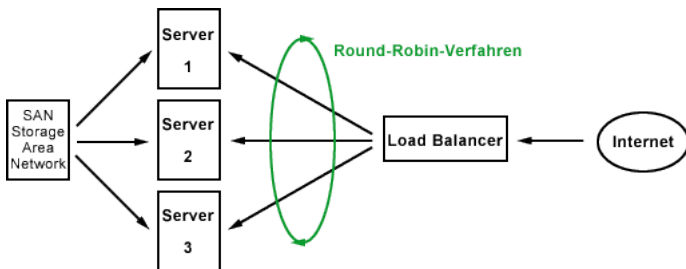 Server
1
Round-Robin-Verfahren
SAN
Storage
Area
Network
Server
2
Load Balancer
Internet
Server
3